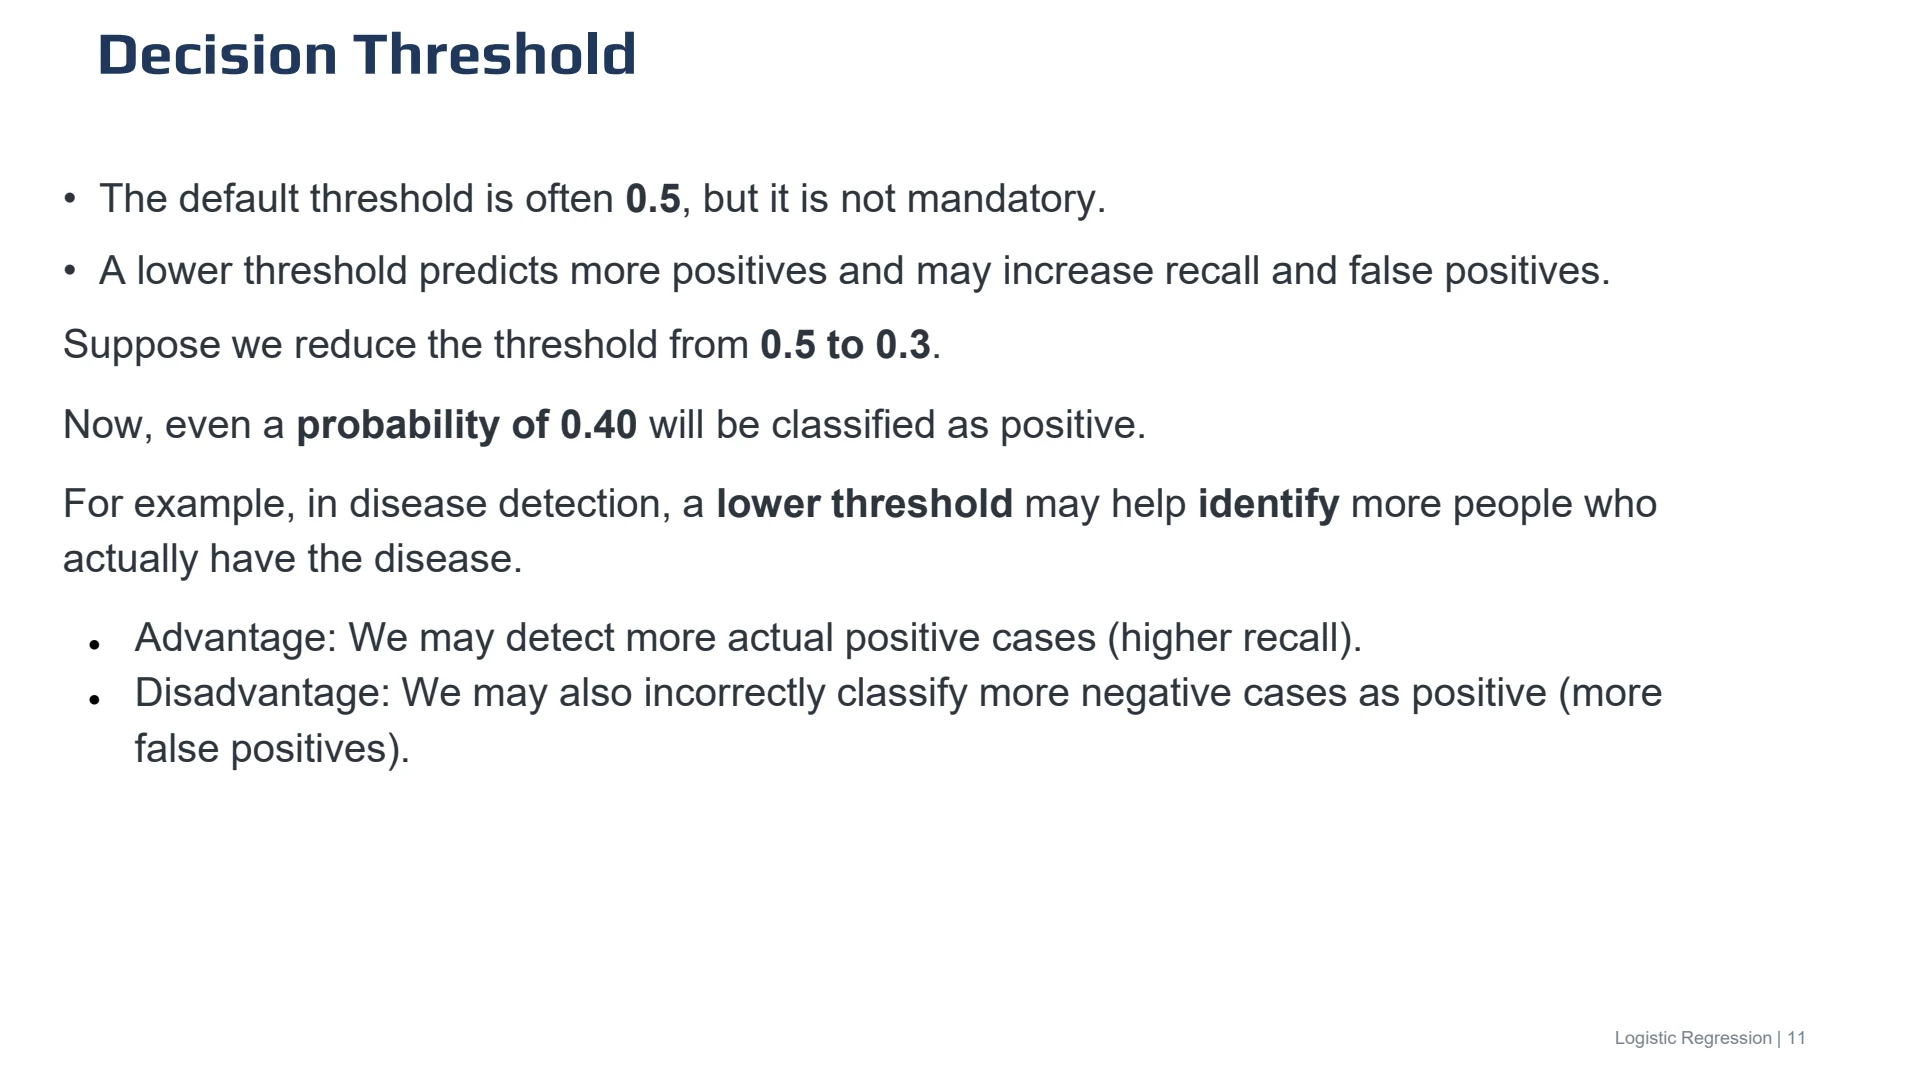 Decision Threshold
• The default threshold is often 0.5, but it is not mandatory.
• A lower threshold predicts more positives and may increase recall and false positives.
Suppose we reduce the threshold from 0.5 to 0.3.
Now, even a probability of 0.40 will be classified as positive.
For example, in disease detection, a lower threshold may help identify more people who
actually have the disease.
• Advantage: We may detect more actual positive cases (higher recall).
• Disadvantage: We may also incorrectly classify more negative cases as positive (more
false positives).
Logistic Regression | 11